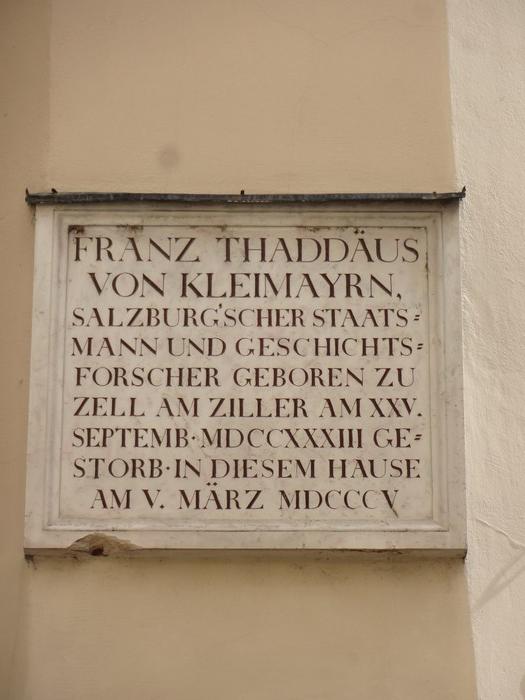 FRANZ THADDÄUS
VON KLEIMAYRN,
SALZBURG'SCHER STAATS=
MANN UND GESCHICHTS=
FORSCHER GEBOREN ZU
ZELL AM ZILLER AM XXV.
SEPTEMB· MDCCXXXIII GE=
STORB· IN DIESEM HAUSE
AM V. MÄRZ MDCCCV